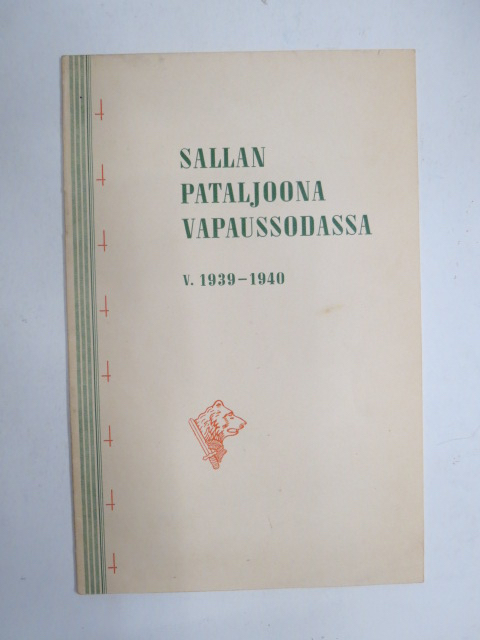 SALLAN
PATALJOONA
VAPAUSSODASSA
V. 1939–1940